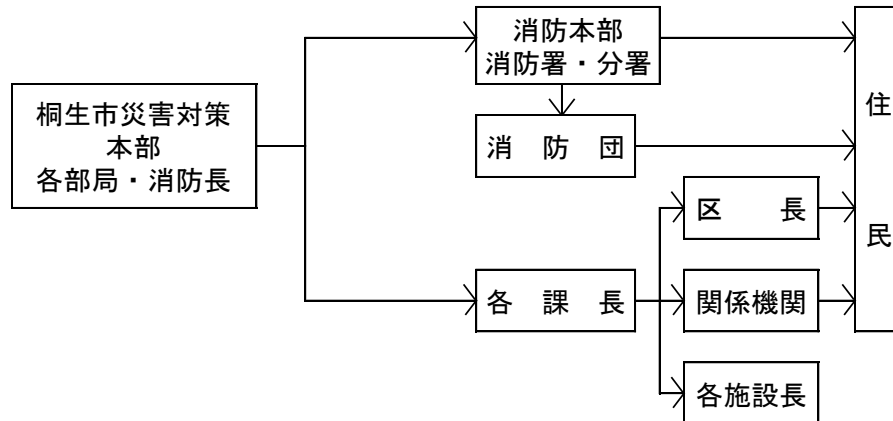 桐生市災害対策
本部
各部局・消防長
消防本部
消防署・分署
消防団
各課長
区長
関係機関
各施設長
住民